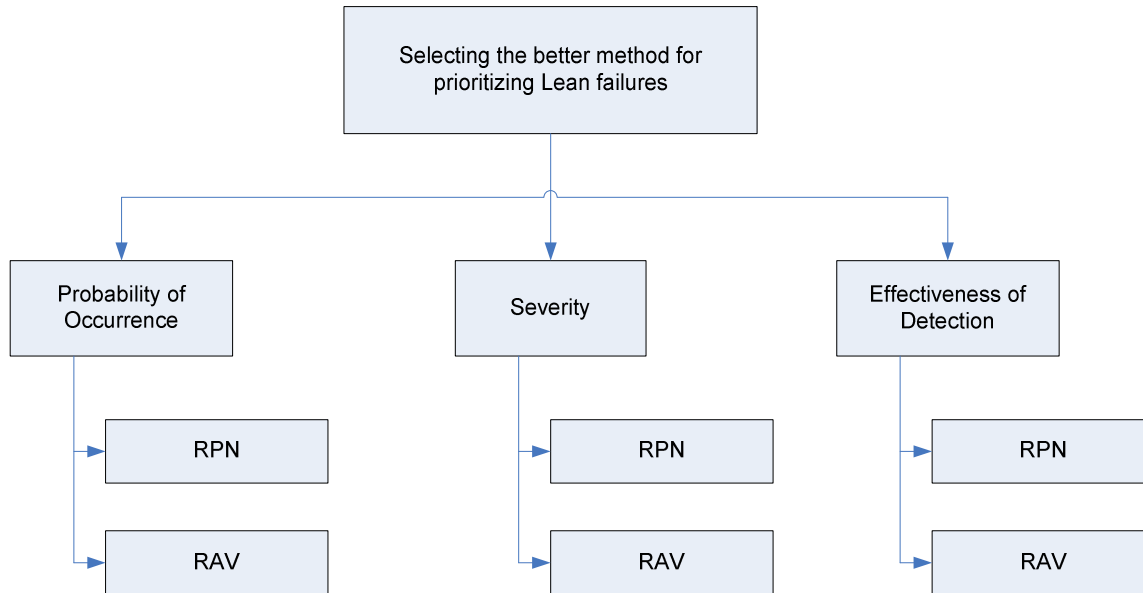 Selecting the better method for
prioritizing Lean failures
Probability of
Occurrence
Severity
Effectiveness of
Detection
RPN
RPN
RPN
RAV
RAV
RAV